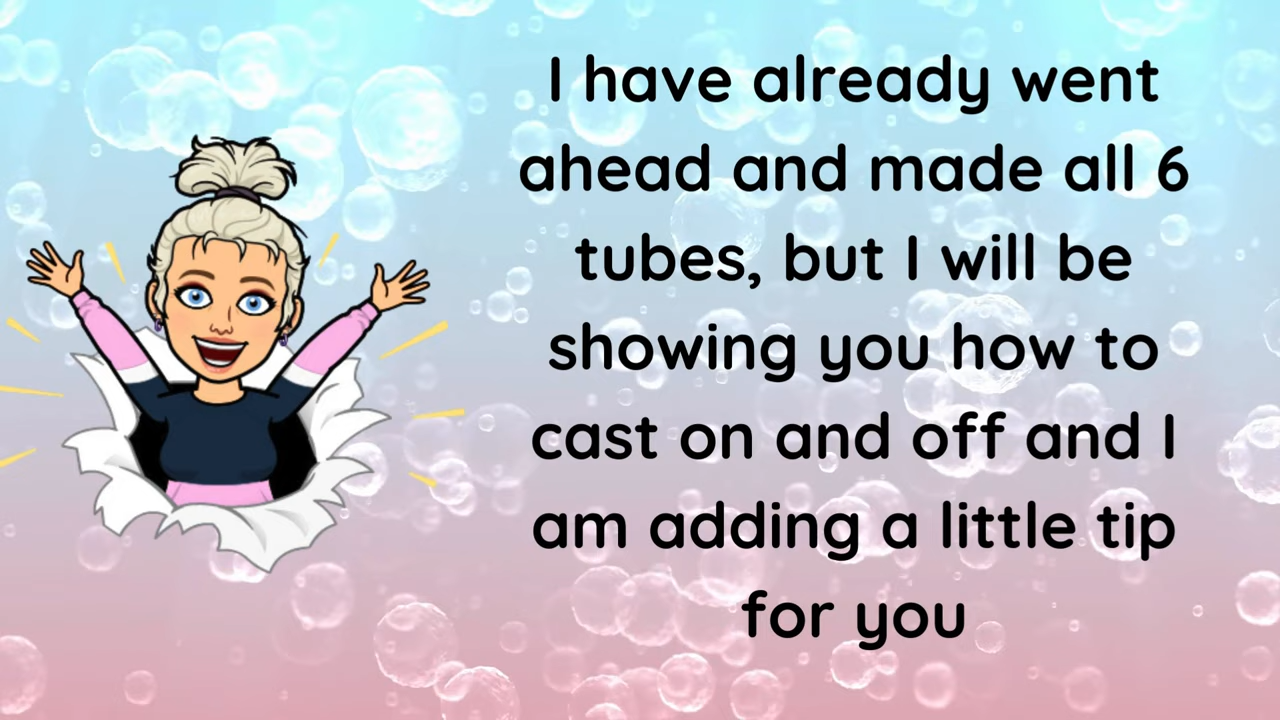 I have already went
ahead and made all 6
tubes, but I will be
showing you how to
cast on and off and I
am adding a little tip
for you